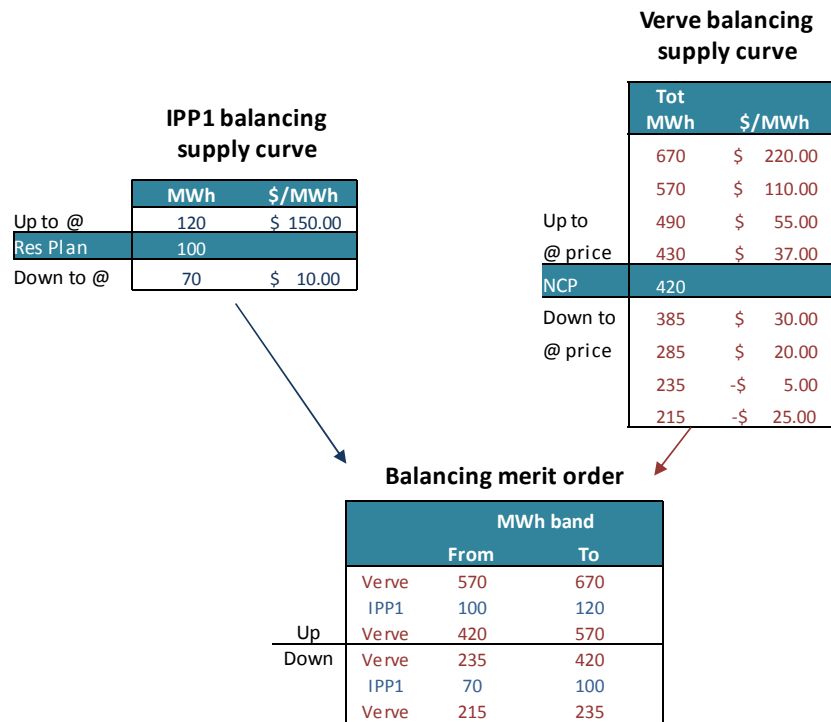 Verve balancing
supply curve
Tot
MWh $/MWh
670 $ 220.00
570 $ 110.00
Up to 490 $ 55.00
@ price 430 $ 37.00
NCP 420
Down to 385 $ 30.00
@ price 285 $ 20.00
235 -$ 5.00
215 -$ 25.00
IPP1 balancing
supply curve
MWh $/MWh
Up to @ 120 $ 150.00
Res Plan 100
Down to @ 70 $ 10.00
Balancing merit order
MWh band
From To
Verve 570 670
IPP1 100 120
Up Verve 420 570
Down Verve 235 420
IPP1 70 100
Verve 215 235